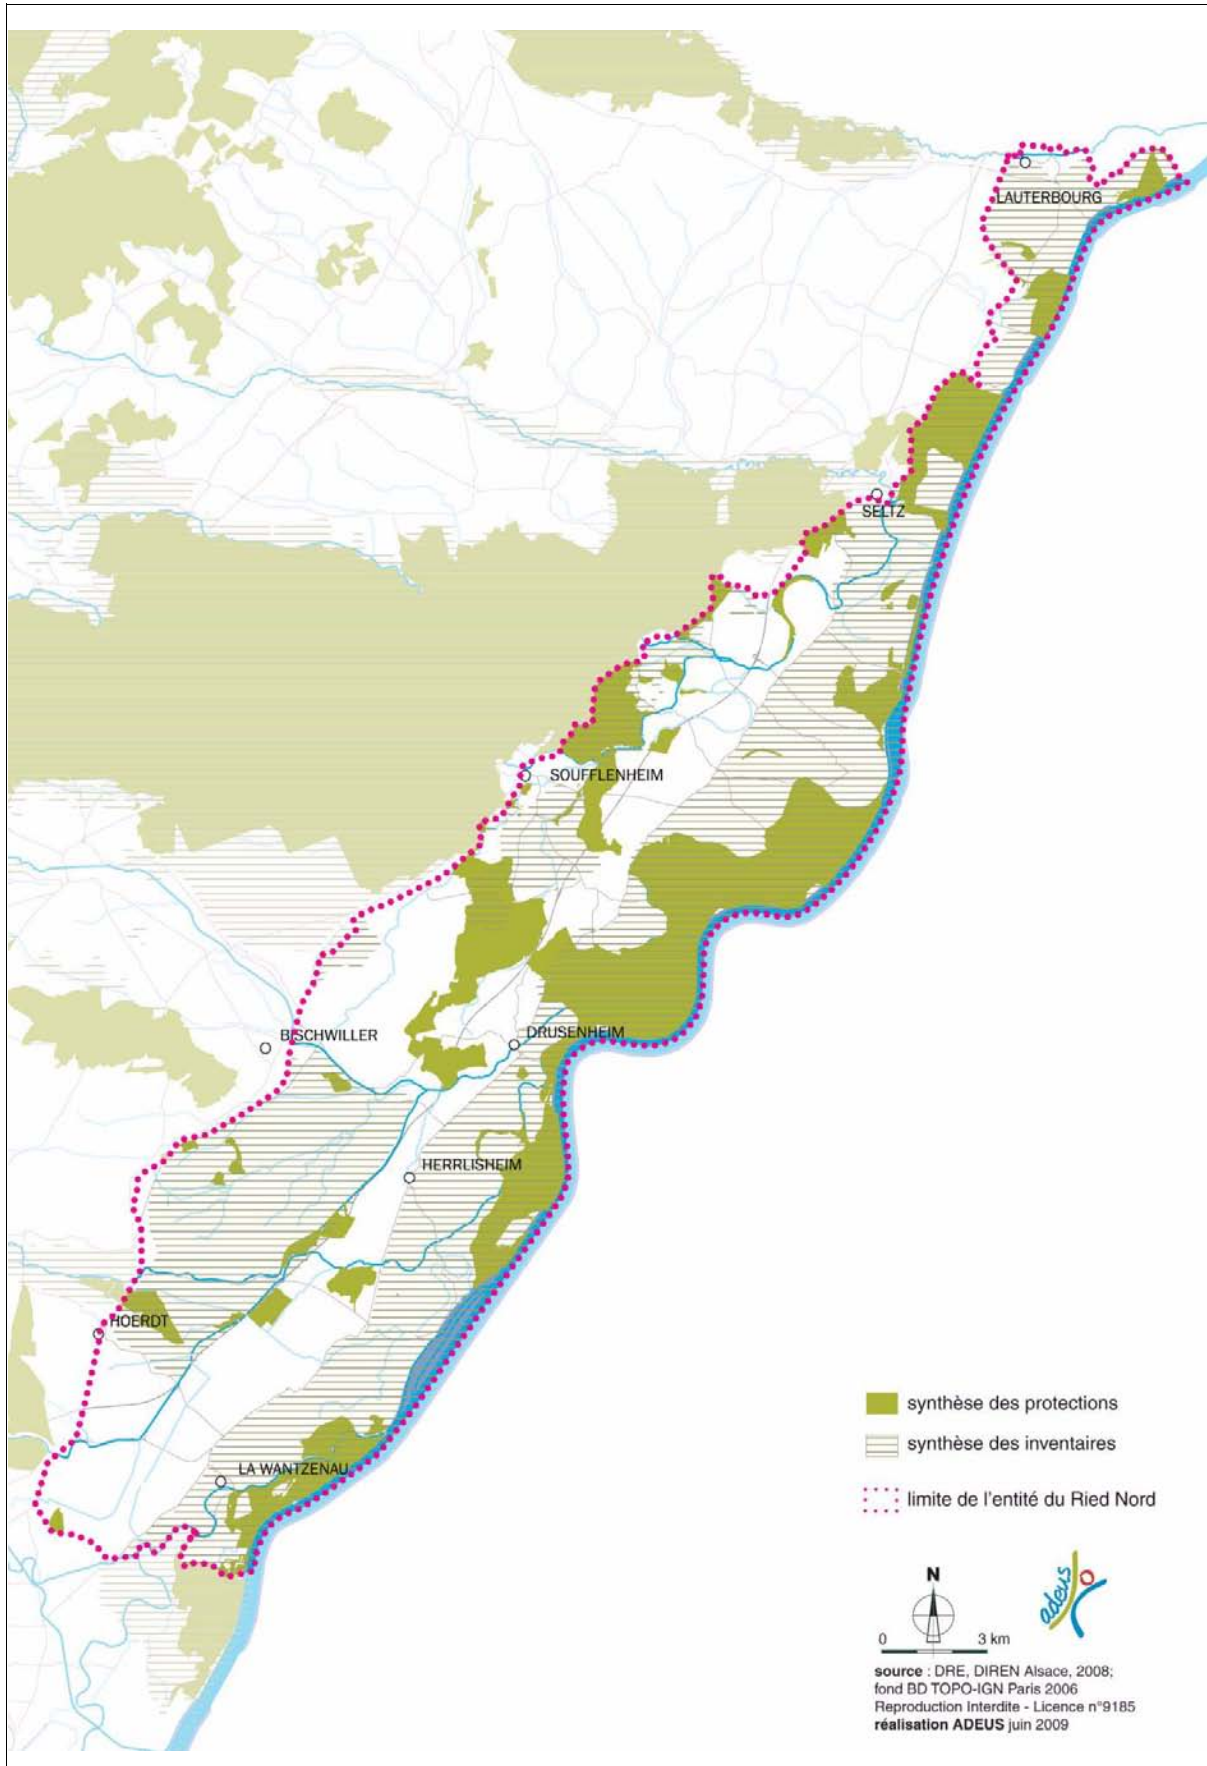 LAUTERBOURG
SELTZ
SOUFFLENHEIM
BISCHWILLER
DRUSENHEIM
HERRLISHEIM
HOERDT
LA WANTZENAU
synthèse des protections
synthèse des inventaires
limite de l'entité du Ried Nord
N
adeus
0 3 km
source : DRE, DIREN Alsace, 2008;
fond BD TOPO-IGN Paris 2006
Reproduction Interdite - Licence n°9185
réalisation ADEUS juin 2009